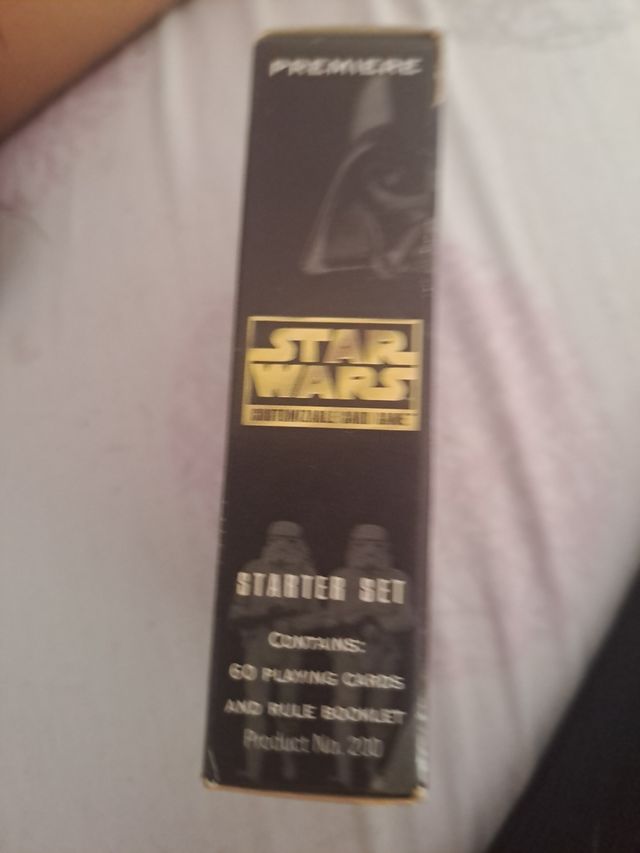 PREMIERE
STAR
WARS
CUSTOMIZABLE CARD GAME
STARTER SET
CONTAINS:
60 PLAYING CARDS
AND RULE BOOKLET
Product No. 200